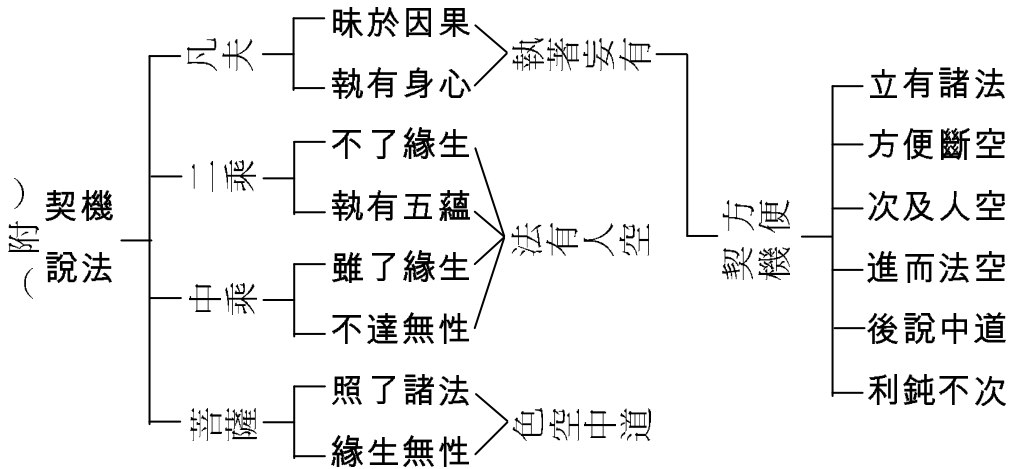 （附）
契機
說法
凡夫
昧於因果
執有身心
執著妄有
二乘
不了緣生
執有五蘊
中乘
雖了緣生
不達無性
法有人空
菩薩
照了諸法
緣生無性
色空中道
方便
契機
立有諸法
方便斷空
次及人空
進而法空
後說中道
利鈍不次